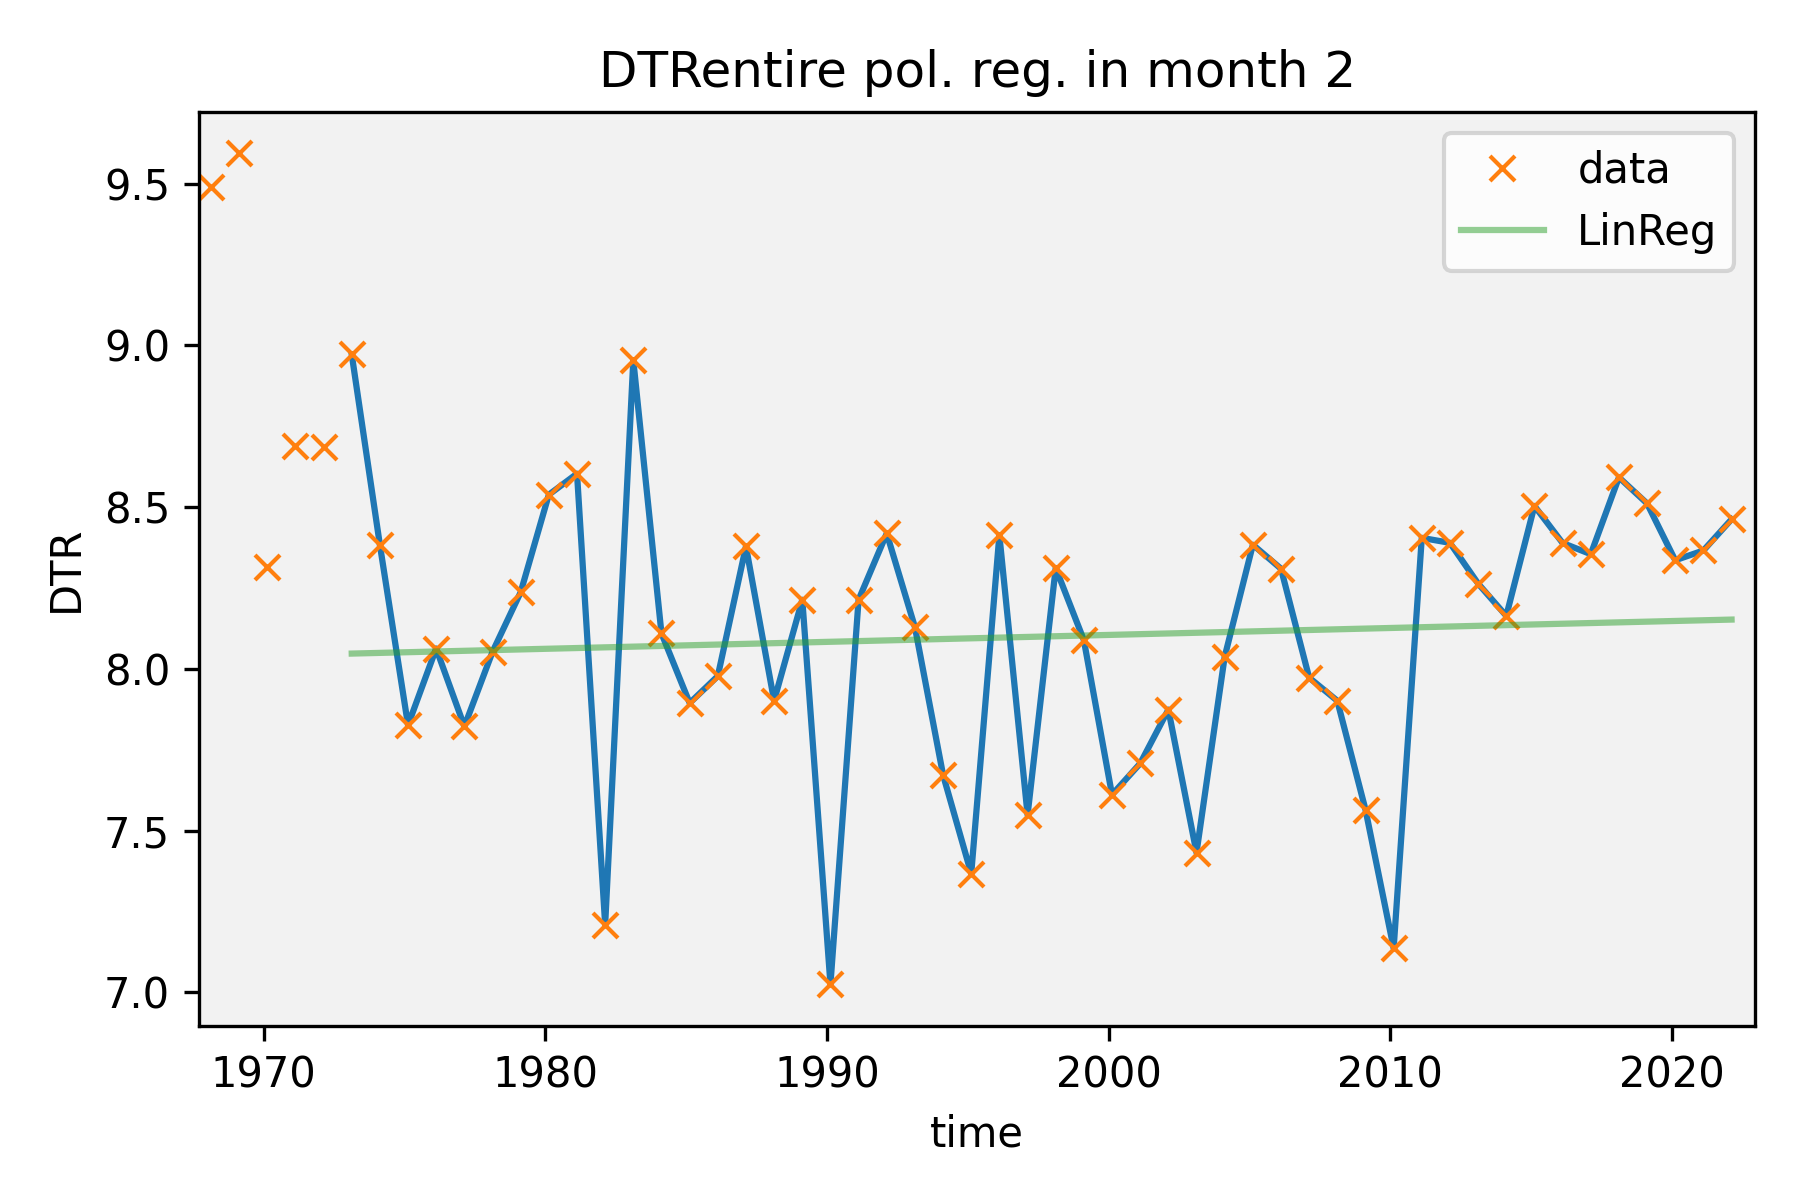 DTRentire pol. reg. in month 2
data
LinReg
9.5
9.0
8.5
8.0
7.5
7.0
DTR
1970 1980 1990 2000 2010 2020
time